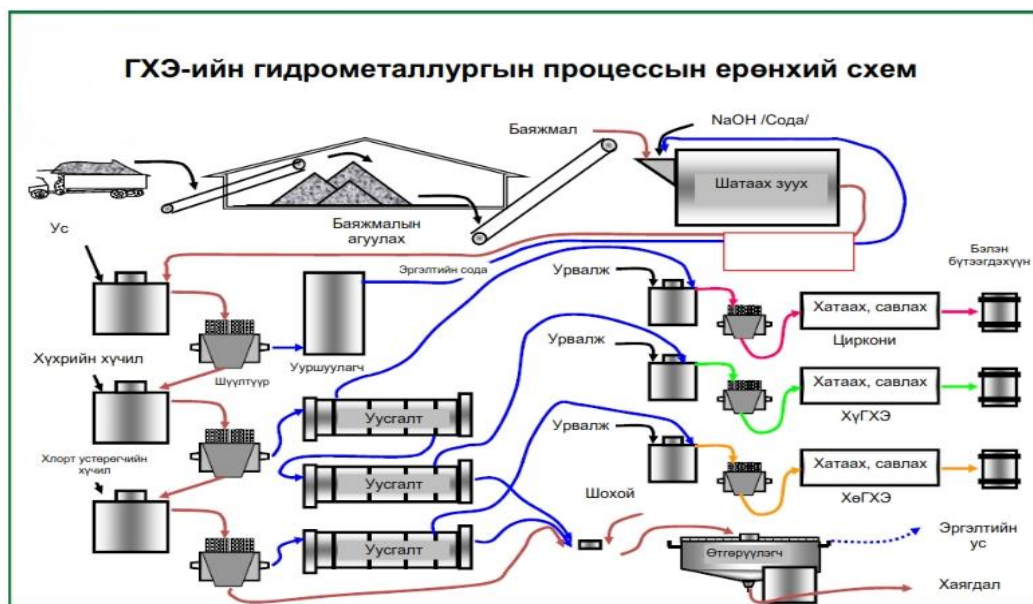 ГХЭ-ийн гидрометаллургын процессын ерөнхий схем
Баяжмал
NaOH /Сода/
Шатаах зуух
Баяжмалын
агуулах
Ус
Эргэлтийн сода
Урвалж
Бэлэн
бүтээгдэхүүн
Хатаах, савлах
Циркони
Хүхрийн хүчил
Шүүлтүүр
Ууршуулагч
Урвалж
Хатаах, савлах
ХүГХЭ
Уусгалт
Урвалж
Хлорт устөрөгчийн
хүчил
Хатаах, савлах
ХөГХЭ
Уусгалт
Шохой
Уусгалт
Өтгөрүүлэгч
Эргэлтийн
ус
Хаягдал